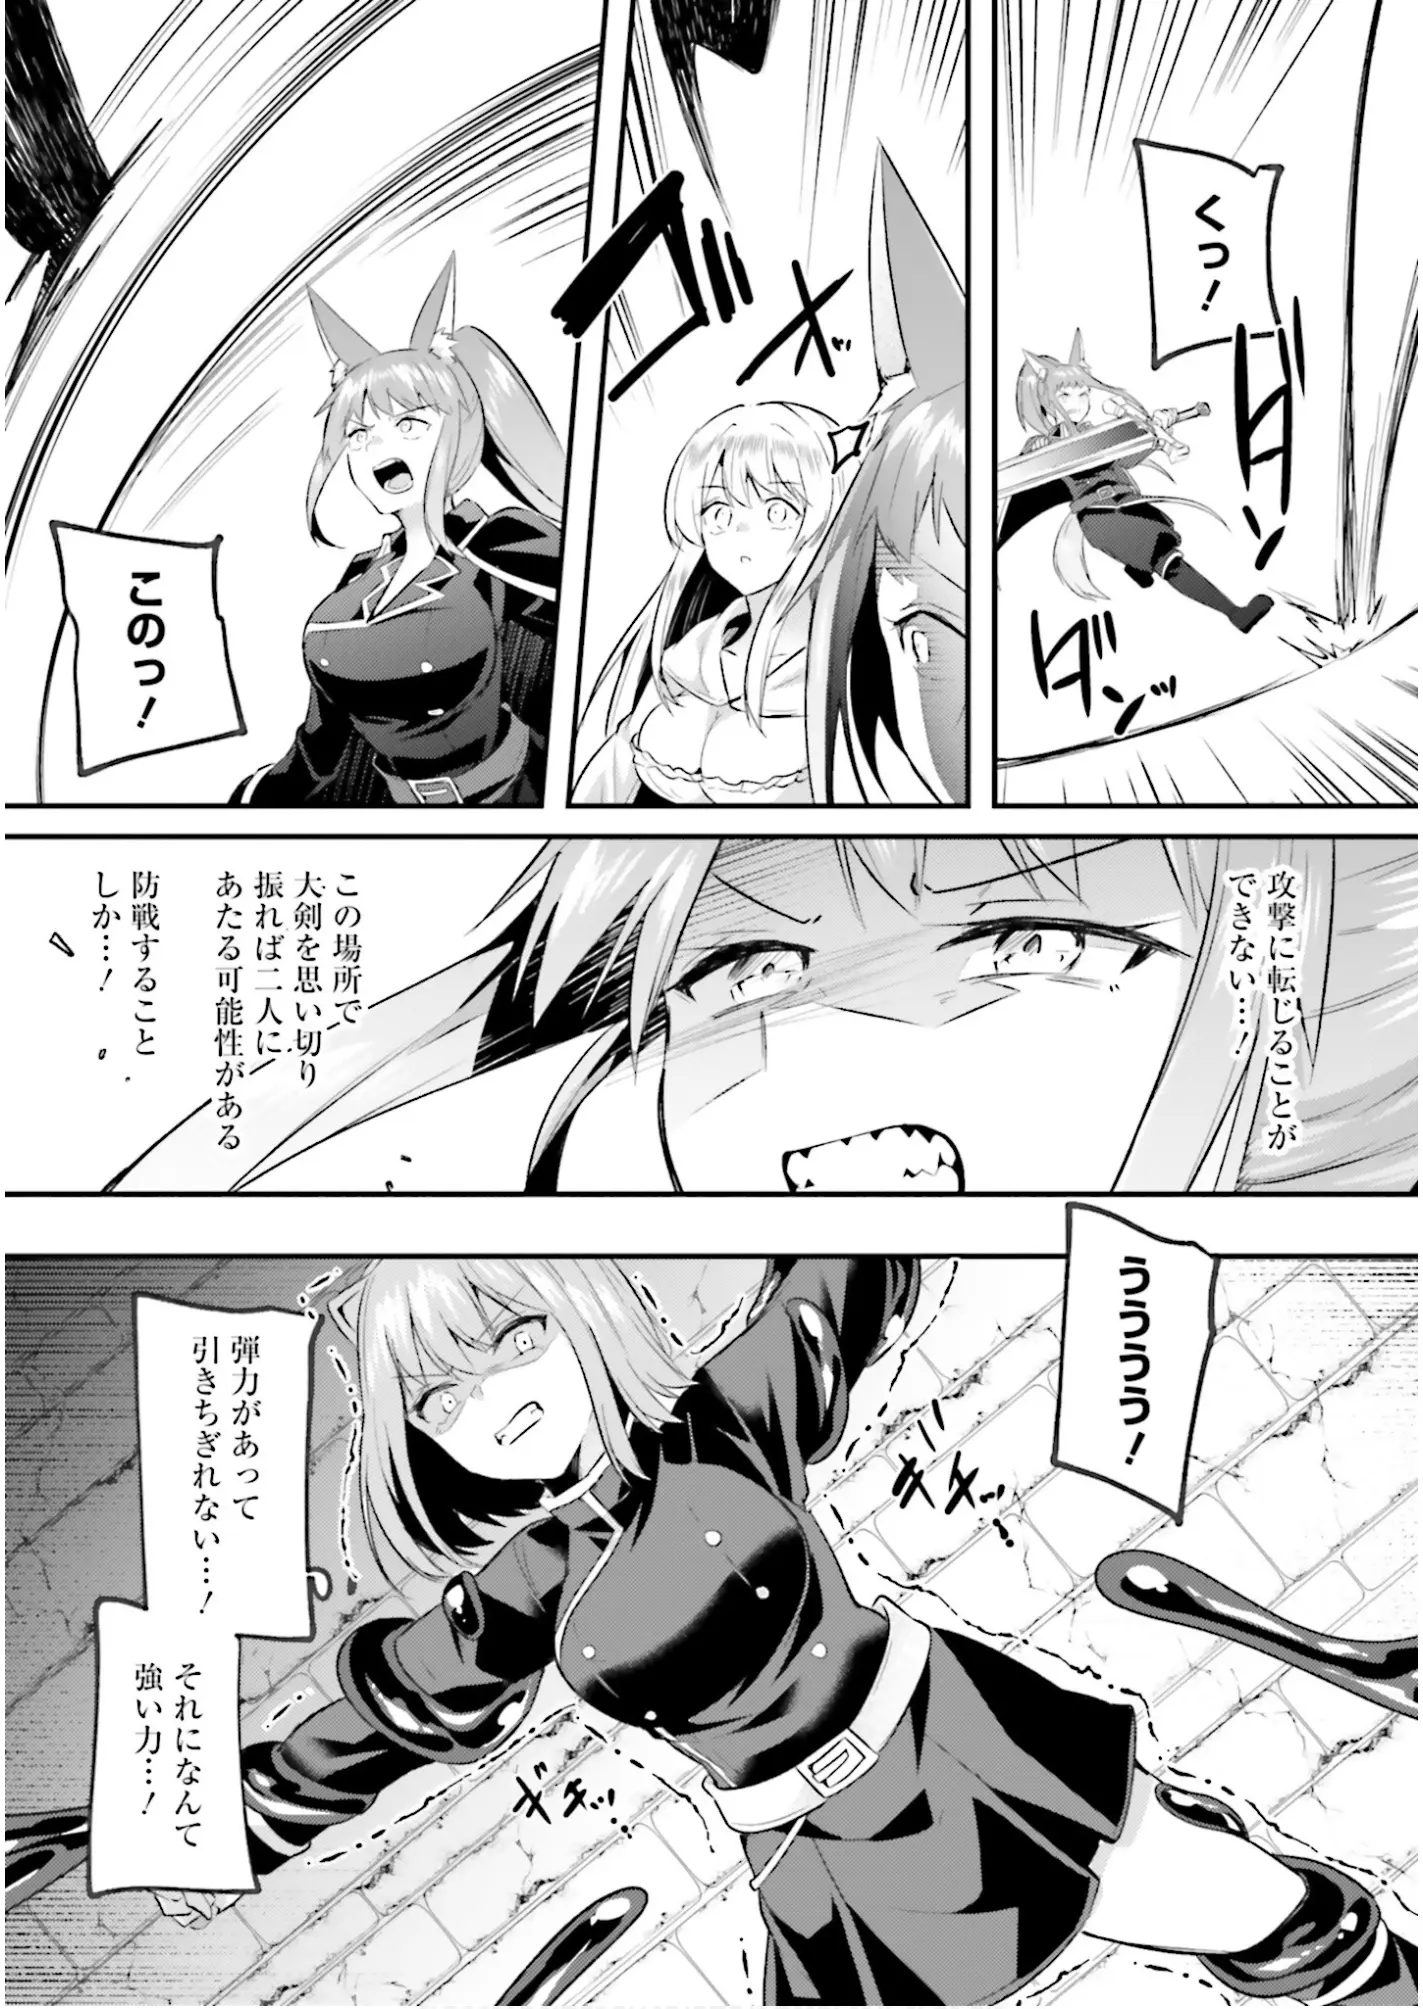 くっ！
ダダンッ
ダダンッ
ゴメッ
このっ！
攻撃に転じることが
できない…！
この場所で
大剣を思い切り
振れば二人に
あたる可能性がある
防戦すること
しか…！
うううう！
ギチッ
弾力があって
引きちぎれない…！
それになんて
強い力…！
ギチッ